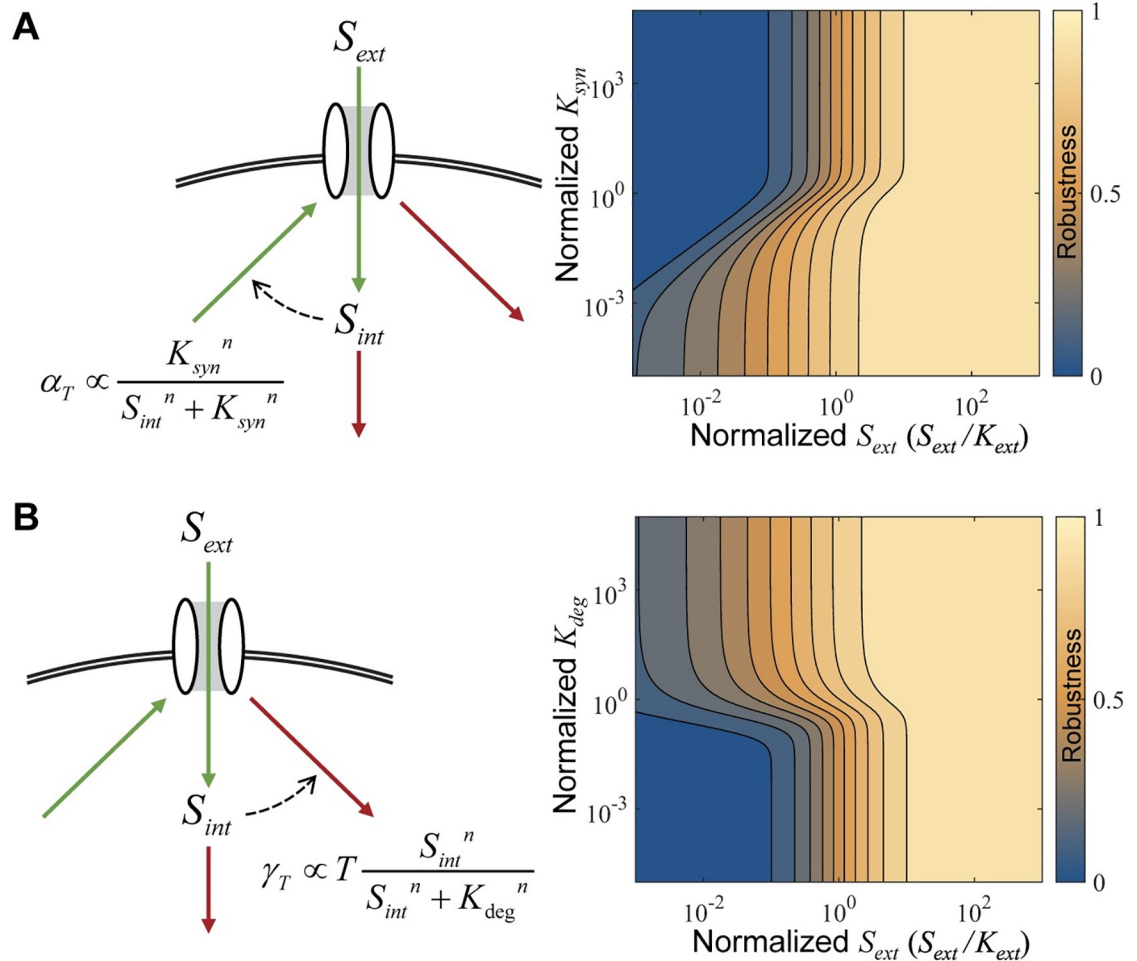 A
S_ext
S_int
α_T ∝ K_syn^n / (S_int^n + K_syn^n)
Normalized K_syn
10^3
10^0
10^-3
10^-2
10^0
10^2
Normalized S_ext (S_ext/K_ext)
Robustness
1
0.5
0
B
S_ext
S_int
γ_T ∝ T S_int^n / (S_int^n + K_deg^n)
Normalized K_deg
10^3
10^0
10^-3
10^-2
10^0
10^2
Normalized S_ext (S_ext/K_ext)
Robustness
1
0.5
0